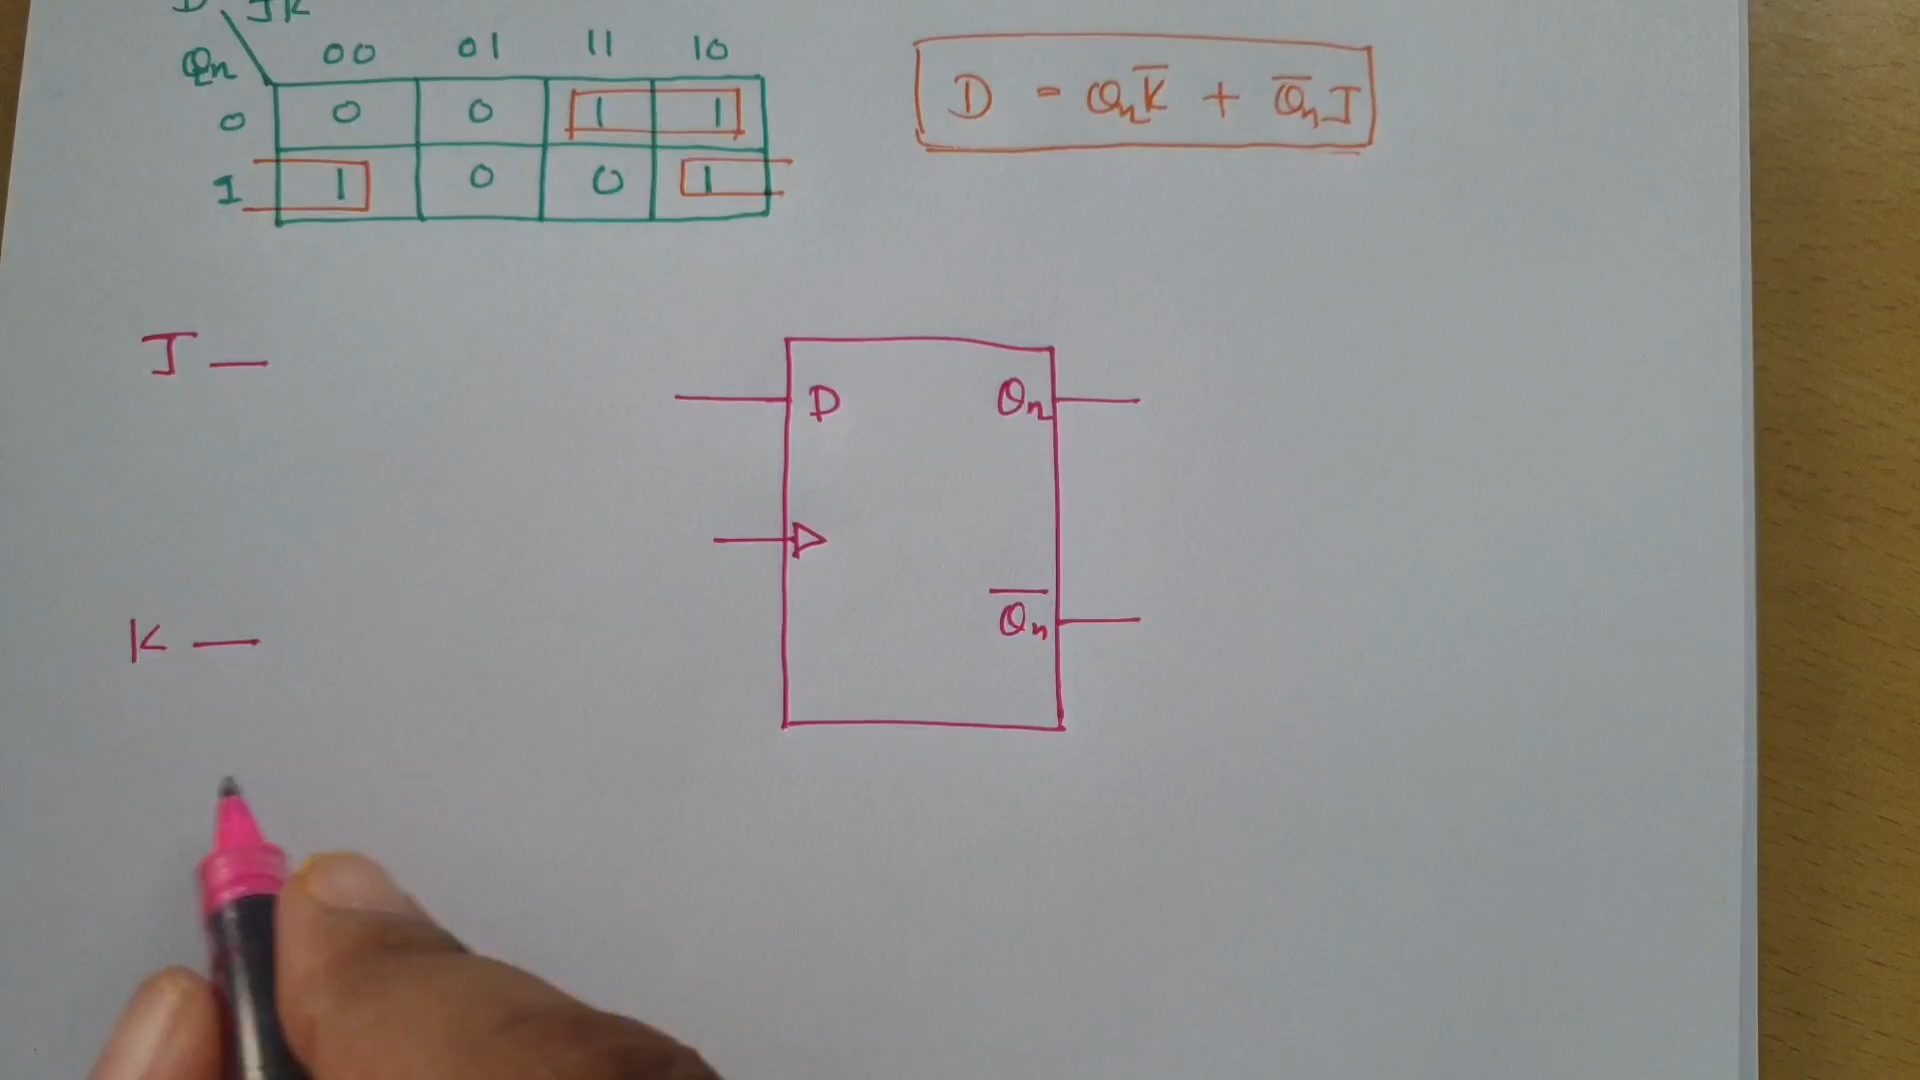 D JK
Qn 00 01 11 10
0 0 0 1 1
1 1 0 0 1
D = QnK̅ + Q̅nJ
J
D Qn
Q̅n
K